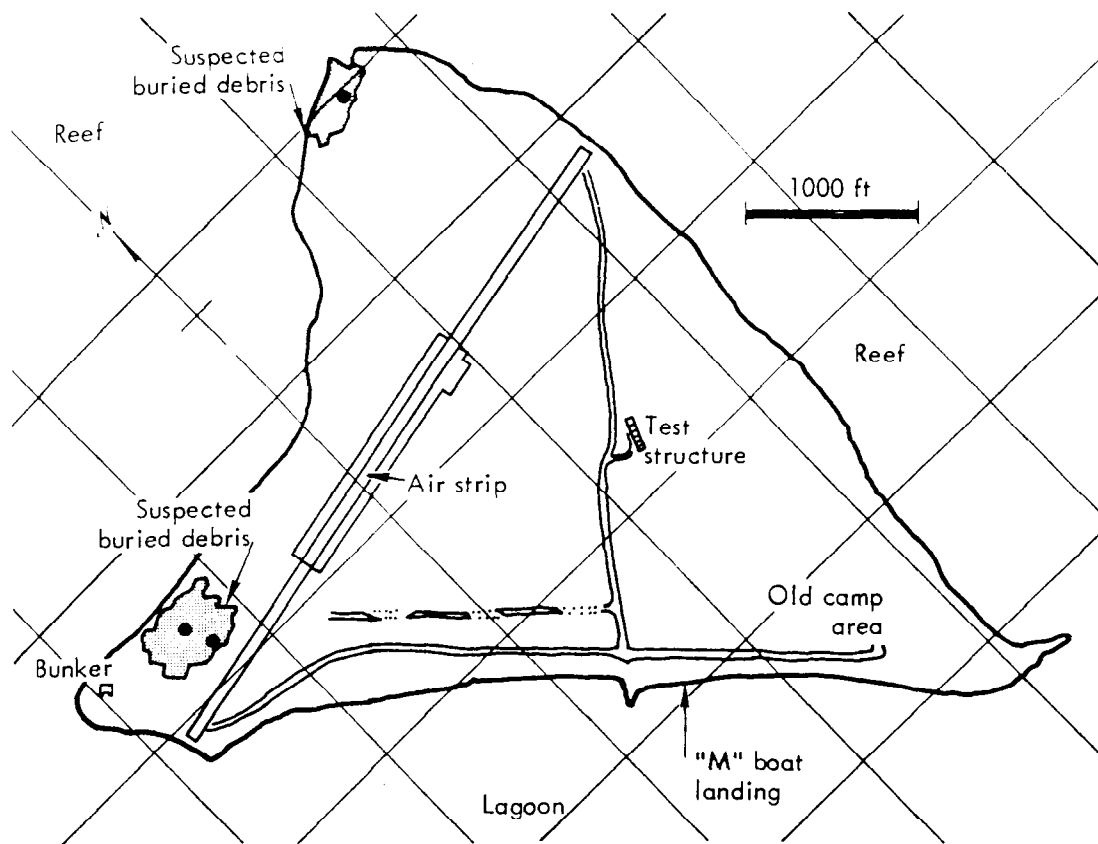 Suspected
buried debris
Reef
N
1000 ft
Reef
Test
structure
Air strip
Suspected
buried debris
Old camp
area
Bunker
"M" boat
landing
Lagoon